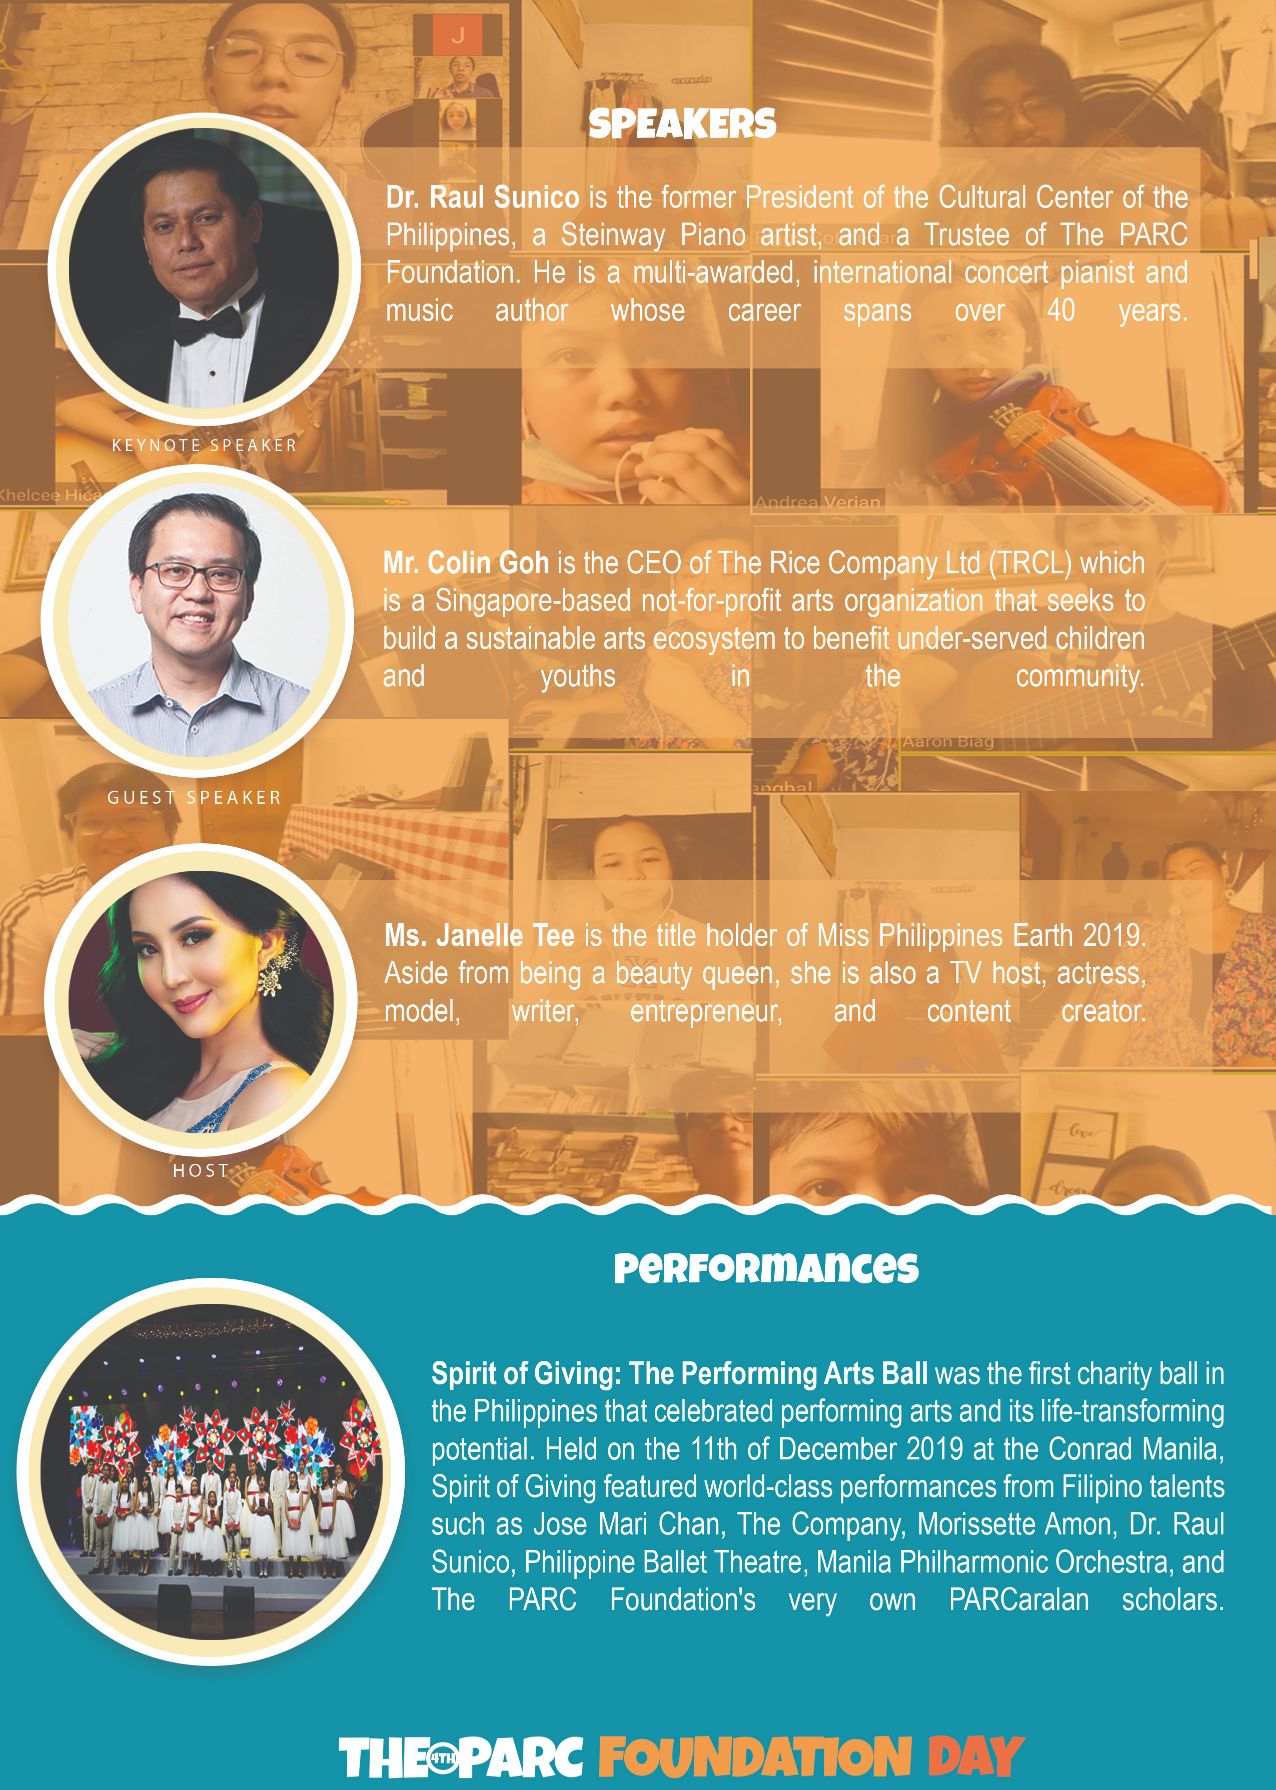 J
SPEAKERS
Dr. Raul Sunico is the former President of the Cultural Center of the
Philippines, a Steinway Piano artist, and a Trustee of The PARC
Foundation. He is a multi-awarded, international concert pianist and
music author whose career spans over 40 years.
KEYNOTE SPEAKER
Khelcee
Andrea Verian
Mr. Colin Goh is the CEO of The Rice Company Ltd (TRCL) which
is a Singapore-based not-for-profit arts organization that seeks to
build a sustainable arts ecosystem to benefit under-served children
and youths in the community.
Aaron Biag
GUEST SPEAKER
Ms. Janelle Tee is the title holder of Miss Philippines Earth 2019.
Aside from being a beauty queen, she is also a TV host, actress,
model, writer, entrepreneur, and content creator.
love
HOST
PERFORMANCES
Spirit of Giving: The Performing Arts Ball was the first charity ball in
the Philippines that celebrated performing arts and its life-transforming
potential. Held on the 11th of December 2019 at the Conrad Manila,
Spirit of Giving featured world-class performances from Filipino talents
such as Jose Mari Chan, The Company, Morissette Amon, Dr. Raul
Sunico, Philippine Ballet Theatre, Manila Philharmonic Orchestra, and
The PARC Foundation's very own PARCaralan scholars.
THE 4TH PARC FOUNDATION DAY